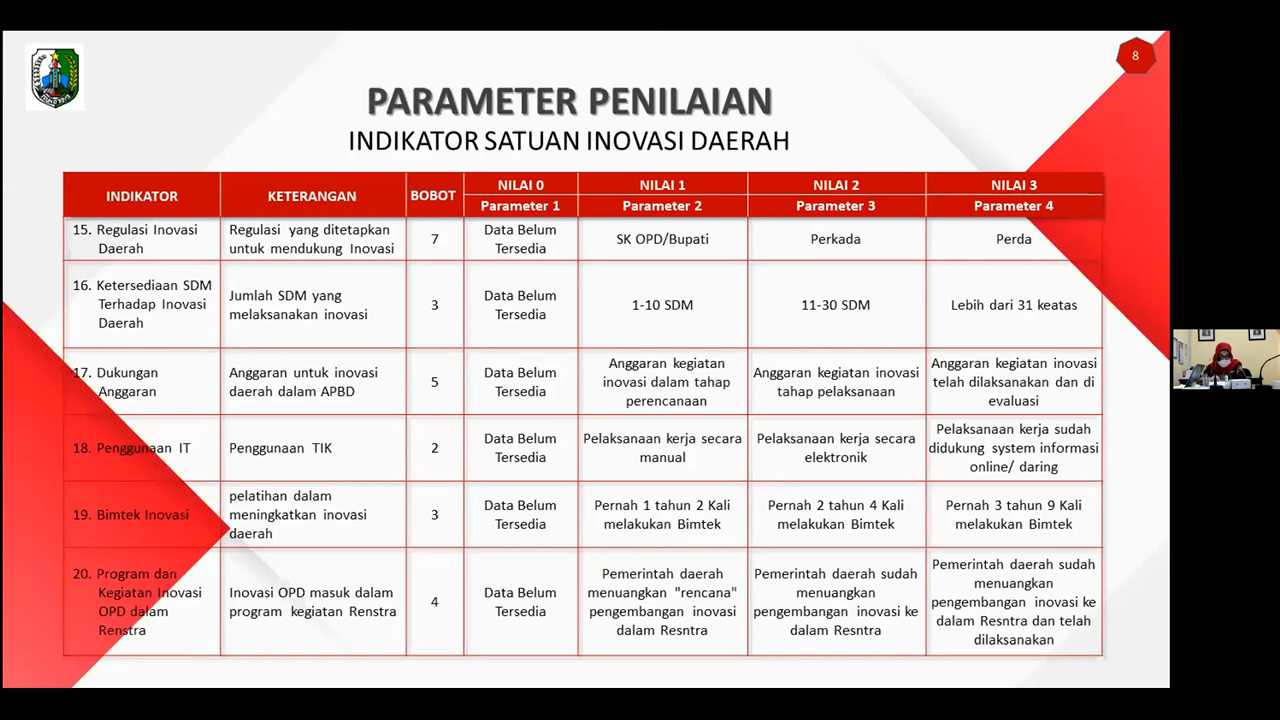 8
PARAMETER PENILAIAN
INDIKATOR SATUAN INOVASI DAERAH
INDIKATOR
KETERANGAN
BOBOT
NILAI 0
NILAI 1
NILAI 2
NILAI 3
Parameter 1
Parameter 2
Parameter 3
Parameter 4
15. Regulasi Inovasi
Daerah
Regulasi yang ditetapkan
untuk mendukung Inovasi
7
Data Belum
Tersedia
SK OPD/Bupati
Perkada
Perda
16. Ketersediaan SDM
Terhadap Inovasi
Daerah
Jumlah SDM yang
melaksanakan inovasi
3
Data Belum
Tersedia
1-10 SDM
11-30 SDM
Lebih dari 31 keatas
17. Dukungan
Anggaran
Anggaran untuk inovasi
daerah dalam APBD
5
Data Belum
Tersedia
Anggaran kegiatan
inovasi dalam tahap
perencanaan
Anggaran kegiatan inovasi
tahap pelaksanaan
Anggaran kegiatan inovasi
telah dilaksanakan dan di
evaluasi
18. Penggunaan IT
Penggunaan TIK
2
Data Belum
Tersedia
Pelaksanaan kerja secara
manual
Pelaksanaan kerja secara
elektronik
Pelaksanaan kerja sudah
didukung system informasi
online/ daring
19. Bimtek Inovasi
pelatihan dalam
meningkatkan inovasi
daerah
3
Data Belum
Tersedia
Pernah 1 tahun 2 Kali
melakukan Bimtek
Pernah 2 tahun 4 Kali
melakukan Bimtek
Pernah 3 tahun 9 Kali
melakukan Bimtek
20. Program dan
Kegiatan Inovasi
OPD dalam
Renstra
Inovasi OPD masuk dalam
program kegiatan Renstra
4
Data Belum
Tersedia
Pemerintah daerah
menuangkan "rencana"
pengembangan inovasi
dalam Resntra
Pemerintah daerah sudah
menuangkan
pengembangan inovasi ke
dalam Resntra
Pemerintah daerah sudah
menuangkan
pengembangan inovasi ke
dalam Resntra dan telah
dilaksanakan